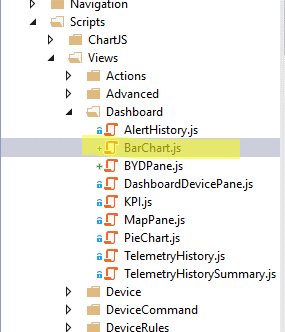 Navigation
Scripts
ChartJS
Views
Actions
Advanced
Dashboard
AlertHistory.js
BarChart.js
BYDPane.js
DashboardDevicePane.js
KPI.js
MapPane.js
PieChart.js
TelemetryHistory.js
TelemetryHistorySummary.js
Device
DeviceCommand
DeviceRules